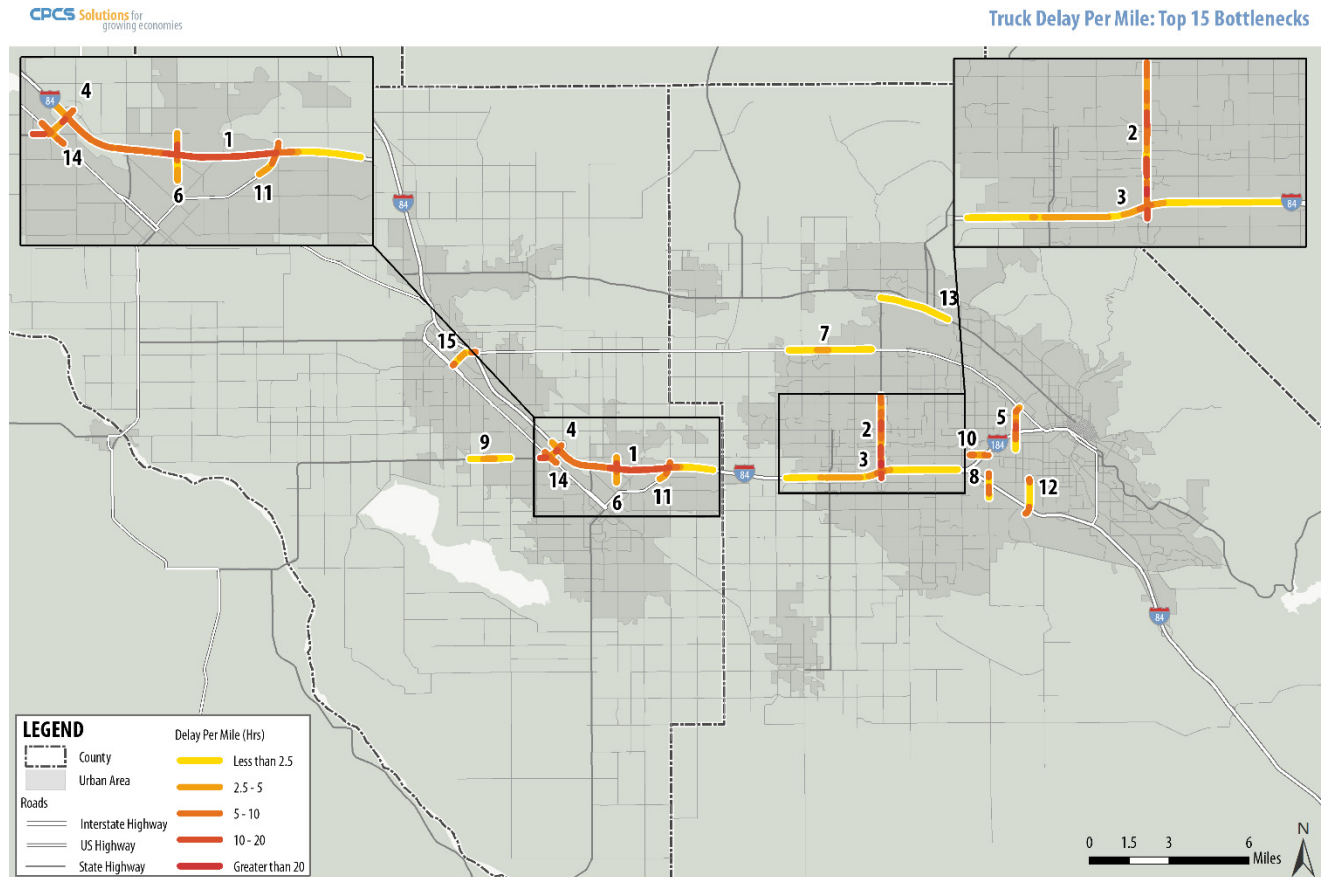 CPCS Solutions for
growing economies
Truck Delay Per Mile: Top 15 Bottlenecks
84
4
1
14
6
11
2
3
84
84
13
7
15
5
2
10
184
4
9
1
3
84
14
8
12
11
6
84
LEGEND
Delay Per Mile (Hrs)
County
Less than 2.5
Urban Area
2.5 - 5
Roads
5 - 10
Interstate Highway
10 - 20
US Highway
State Highway
Greater than 20
N
0 1.5 3 6
Miles